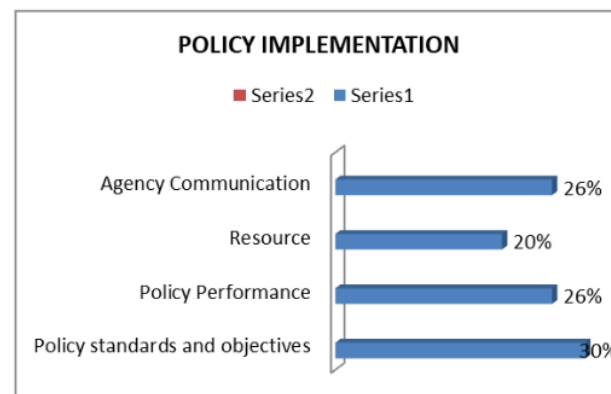 POLICY IMPLEMENTATION
Series2 Series1
Agency Communication 26%
Resource 20%
Policy Performance 26%
Policy standards and objectives 30%